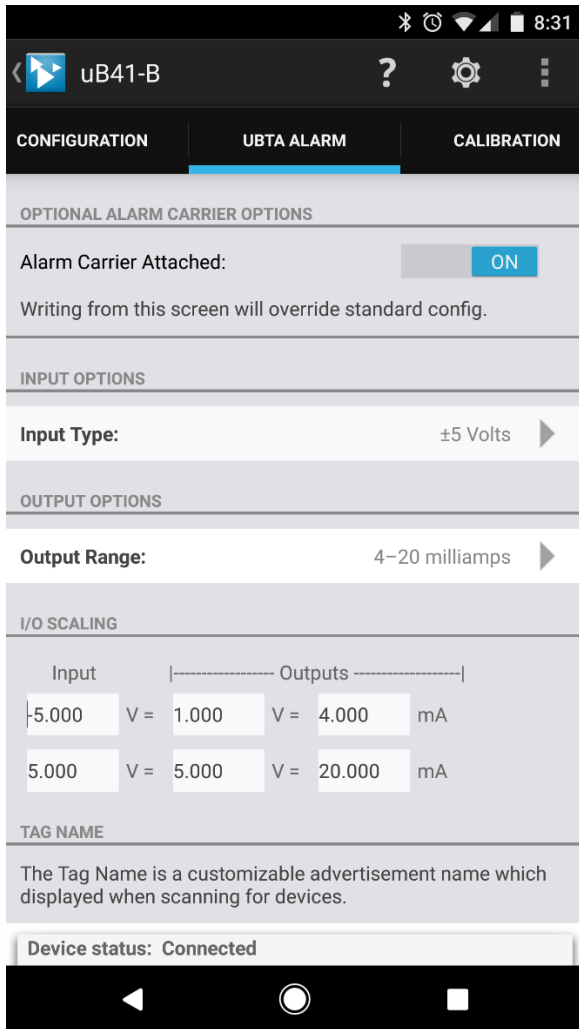 8:31
uB41-B
?
CONFIGURATION UBTA ALARM CALIBRATION
OPTIONAL ALARM CARRIER OPTIONS
Alarm Carrier Attached: ON
Writing from this screen will override standard config.
INPUT OPTIONS
Input Type: ±5 Volts
OUTPUT OPTIONS
Output Range: 4–20 milliamps
I/O SCALING
Input |------------------ Outputs -------------------|
-5.000 V = 1.000 V = 4.000 mA
5.000 V = 5.000 V = 20.000 mA
TAG NAME
The Tag Name is a customizable advertisement name which
displayed when scanning for devices.
Device status: Connected